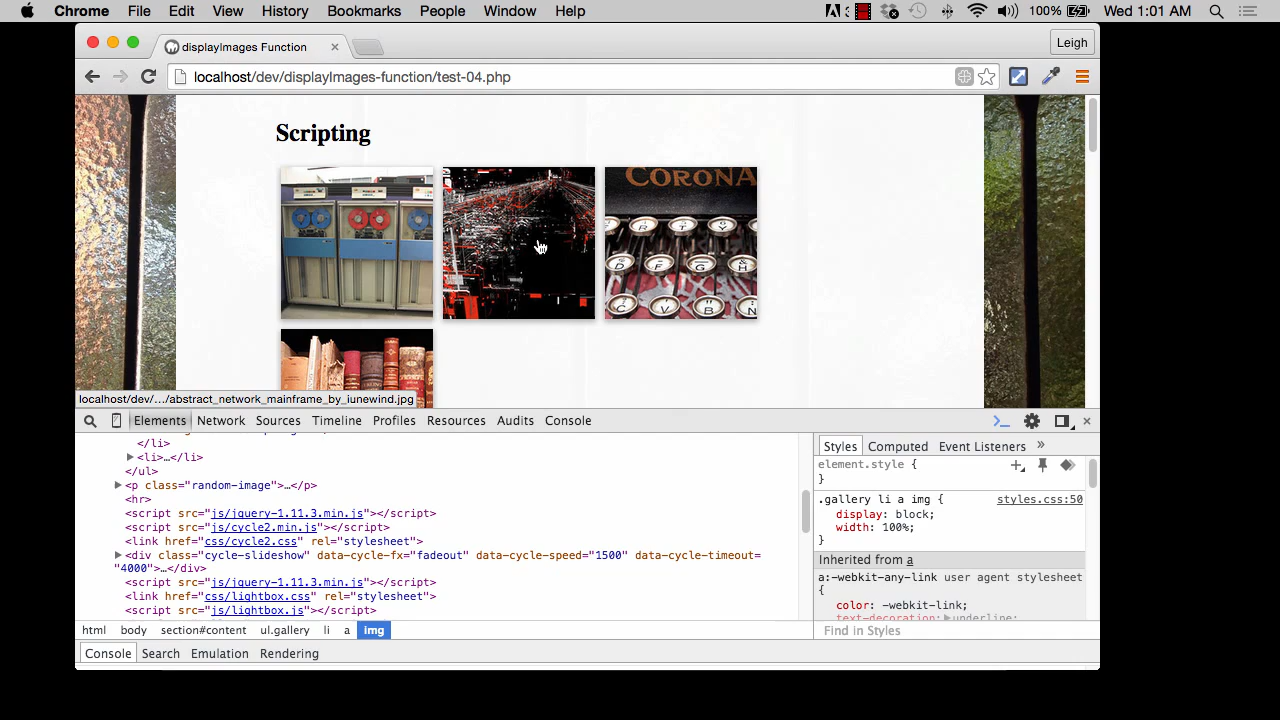 Chrome File Edit View History Bookmarks People Window Help 100% Wed 1:01 AM
displayImages Function Leigh
localhost/dev/displayImages-function/test-04.php
Scripting
CORONA
R T Y
D F G H
C V B N
localhost/dev/…/abstract_network_mainframe_by_iunewind.jpg
Elements Network Sources Timeline Profiles Resources Audits Console
</li>
<li>…</li>
</ul>
<p class="random-image">…</p>
<hr>
<script src="js/jquery-1.11.3.min.js"></script>
<script src="js/cycle2.min.js"></script>
<link href="css/cycle2.css" rel="stylesheet">
<div class="cycle-slideshow" data-cycle-fx="fadeout" data-cycle-speed="1500" data-cycle-timeout=
"4000">…</div>
<script src="js/jquery-1.11.3.min.js"></script>
<link href="css/lightbox.css" rel="stylesheet">
<script src="js/lightbox.js"></script>
html body section#content ul.gallery li a img
Styles Computed Event Listeners »
element.style {
}
.gallery li a img { styles.css:50
display: block;
width: 100%;
}
Inherited from a
a:-webkit-any-link user agent stylesheet
{
color: -webkit-link;
text-decoration: underline;
Find in Styles
Console Search Emulation Rendering